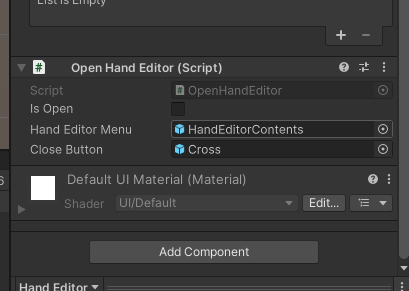 List is Empty
+ −
# Open Hand Editor (Script)
Script # OpenHandEditor
Is Open
Hand Editor Menu HandEditorContents
Close Button Cross
6
Default UI Material (Material)
Shader UI/Default Edit...
Add Component
Hand Editor